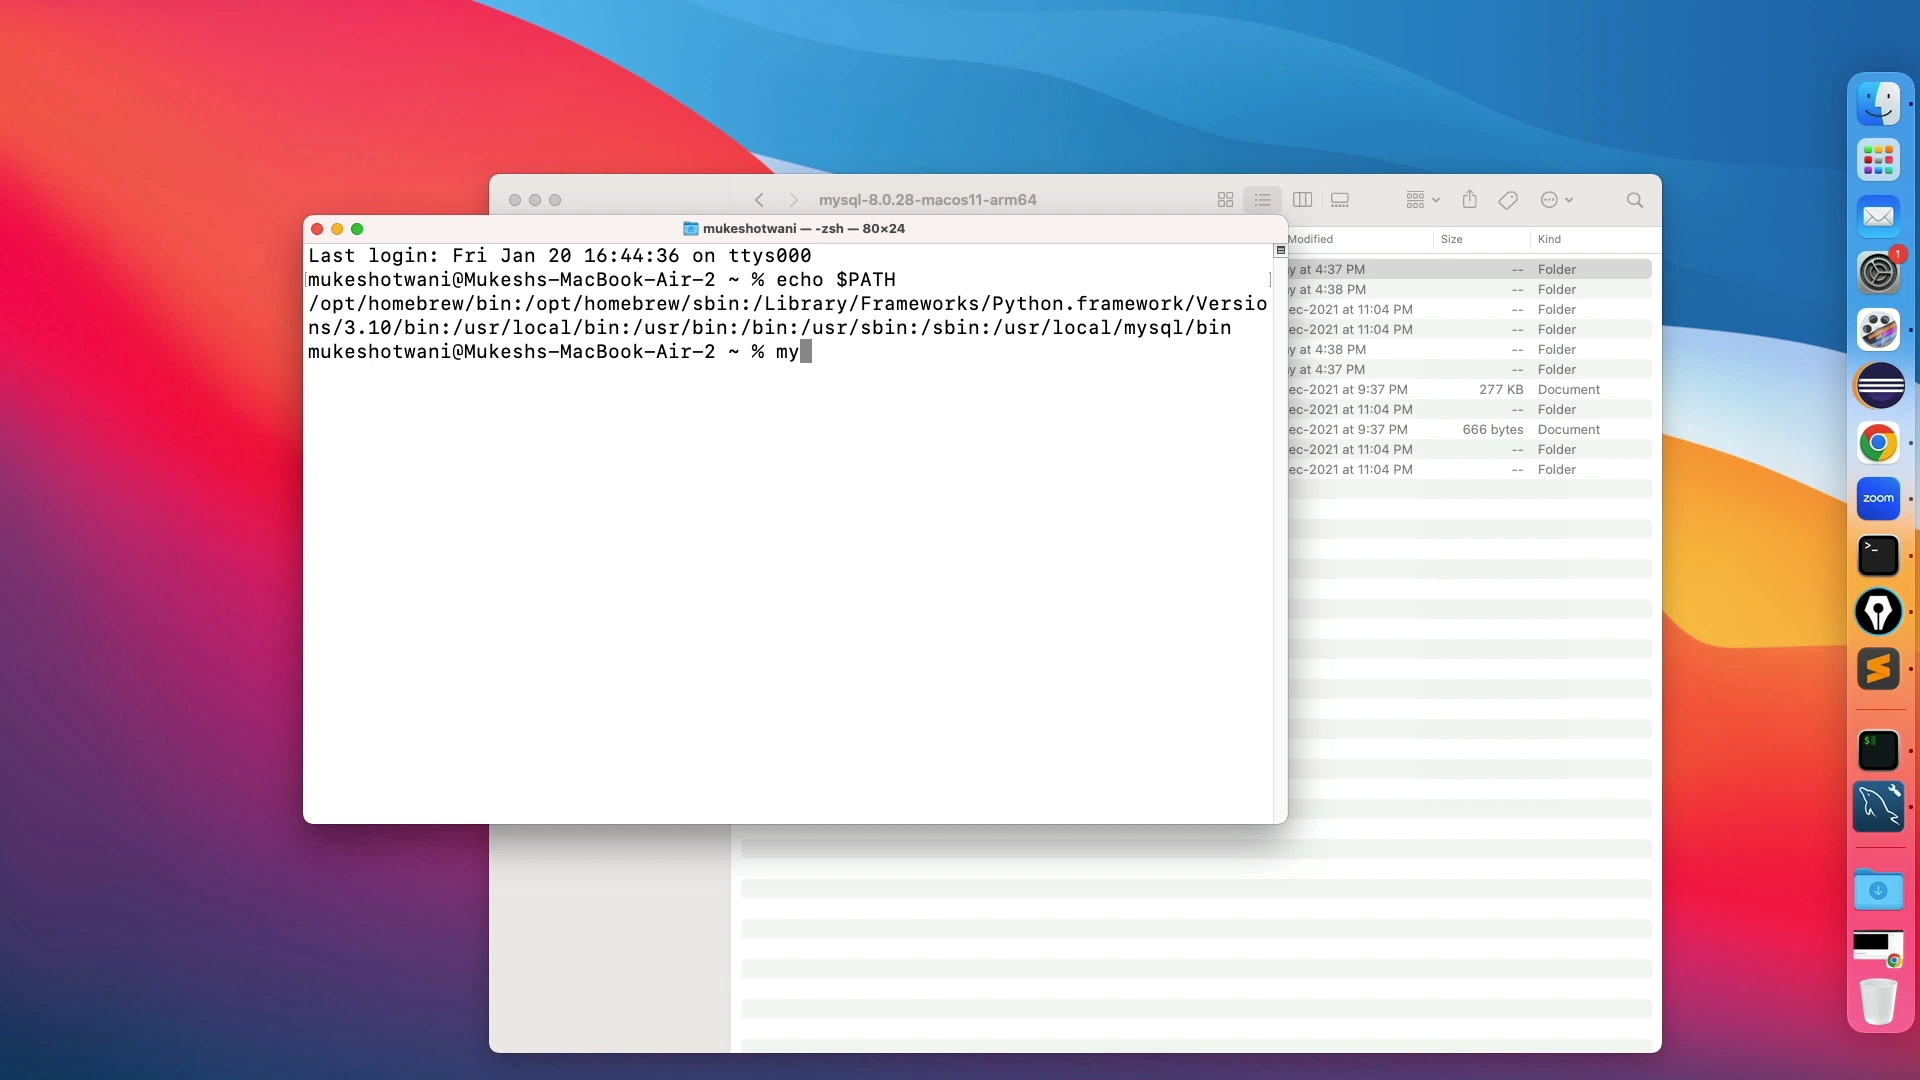 mysql-8.0.28-macos11-arm64
mukeshotwani — -zsh — 80×24
Last login: Fri Jan 20 16:44:36 on ttys000
[mukeshotwani@Mukeshs-MacBook-Air-2 ~ % echo $PATH ]
/opt/homebrew/bin:/opt/homebrew/sbin:/Library/Frameworks/Python.framework/Versio
ns/3.10/bin:/usr/local/bin:/usr/bin:/bin:/usr/sbin:/sbin:/usr/local/mysql/bin
mukeshotwani@Mukeshs-MacBook-Air-2 ~ % my
Modified Size Kind
y at 4:37 PM -- Folder
y at 4:38 PM -- Folder
ec-2021 at 11:04 PM -- Folder
ec-2021 at 11:04 PM -- Folder
y at 4:38 PM -- Folder
y at 4:37 PM -- Folder
ec-2021 at 9:37 PM 277 KB Document
ec-2021 at 11:04 PM -- Folder
ec-2021 at 9:37 PM 666 bytes Document
ec-2021 at 11:04 PM -- Folder
ec-2021 at 11:04 PM -- Folder
1
zoom
>_
$